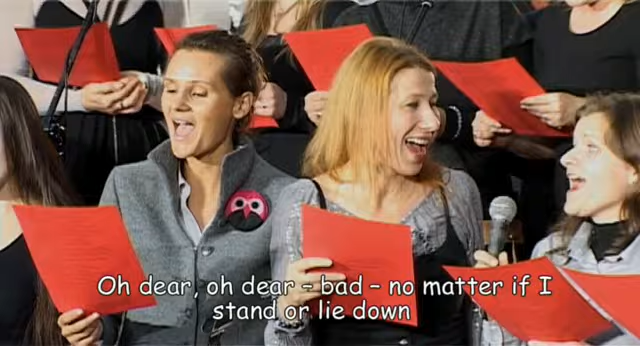 Oh dear, oh dear - bad – no matter if I
stand or lie down